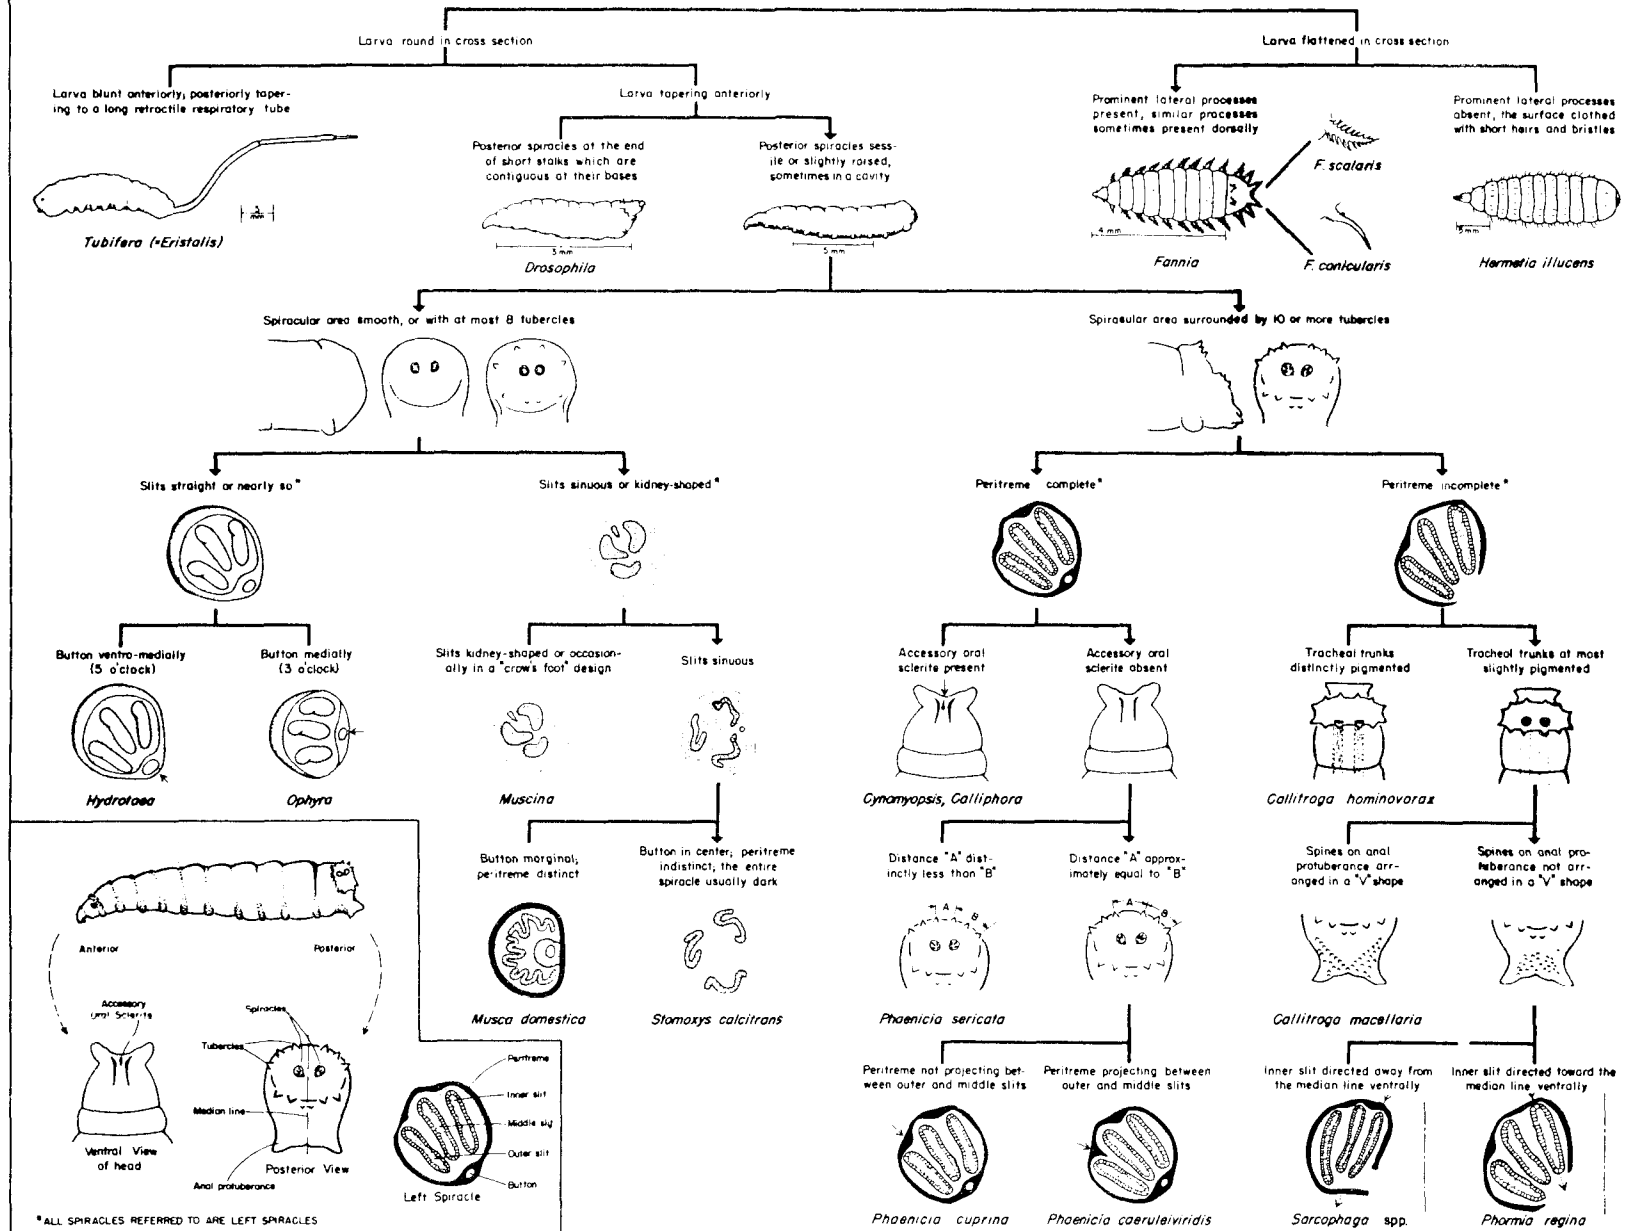 Larva round in cross section
Larva flattened in cross section
Larva blunt anteriorly; posteriorly taper-
ing to a long retractile respiratory tube
Larva tapering anteriorly
Prominent lateral processes
present, similar processes
sometimes present dorsally
Prominent lateral processes
absent, the surface clothed
with short hairs and bristles
Posterior spiracles at the end
of short stalks which are
contiguous at their bases
Posterior spiracles sess-
ile or slightly raised,
sometimes in a cavity
F. scalaris
mm
4 mm
5mm
3mm
5mm
Tubifera (=Eristalis)
Drosophila
Fannia
F. canicularis
Hermetia illucens
Spiracular area smooth, or with at most 8 tubercles
Spirasular area surrounded by 10 or more tubercles
Slits straight or nearly so*
Slits sinuous or kidney-shaped*
Peritreme complete*
Peritreme incomplete*
Button ventro-medially
(5 o'clock)
Button medially
(3 o'clock)
Slits kidney-shaped or occasion-
ally in a "crow's foot" design
Slits sinuous
Accessory oral
sclerite present
Accessory oral
sclerite absent
Tracheal trunks
distinctly pigmented
Tracheal trunks at most
slightly pigmented
Hydrotaea
Ophyra
Muscina
Cynomyopsis, Calliphora
Callitroga hominovorax
Button marginal;
peritreme distinct
Button in center; peritreme
indistinct; the entire
spiracle usually dark
Distance "A" dist-
inctly less than "B"
Distance "A" approx-
imately equal to "B"
Spines on anal
protuberance arr-
anged in a "V" shape
Spines on anal pro-
tuberance not arr-
anged in a "V" shape
A
B
A
B
Musca domestica
Stomoxys calcitrans
Phaenicia sericata
Callitroga macellaria
Peritreme not projecting bet-
ween outer and middle slits
Peritreme projecting between
outer and middle slits
Inner slit directed away from
the median line ventrally
Inner slit directed toward the
median line ventrally
Phaenicia cuprina
Phaenicia caeruleiviridis
Sarcophaga spp.
Phormia regina
Anterior
Posterior
Accessory
Oral Sclerite
Spiracles
Tubercles
Median line
Anal protuberance
Ventral View
of head
Posterior View
Peritreme
Inner slit
Middle slit
Outer slit
Button
Left Spiracle
*ALL SPIRACLES REFERRED TO ARE LEFT SPIRACLES